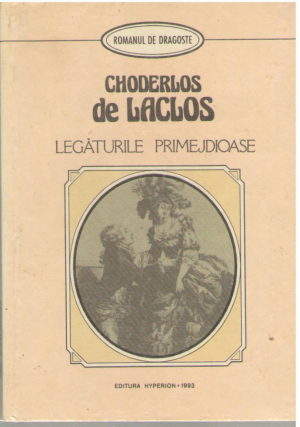 ROMANUL DE DRAGOSTE
CHODERLOS
de LACLOS
LEGĂTURILE PRIMEJDIOASE
EDITURA HYPERION • 1993